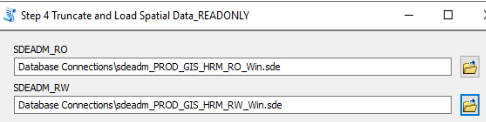 Step 4 Truncate and Load Spatial Data_READONLY
SDEADM_RO
Database Connections\sdeadm_PROD_GIS_HRM_RO_Win.sde
SDEADM_RW
Database Connections\sdeadm_PROD_GIS_HRM_RW_Win.sde